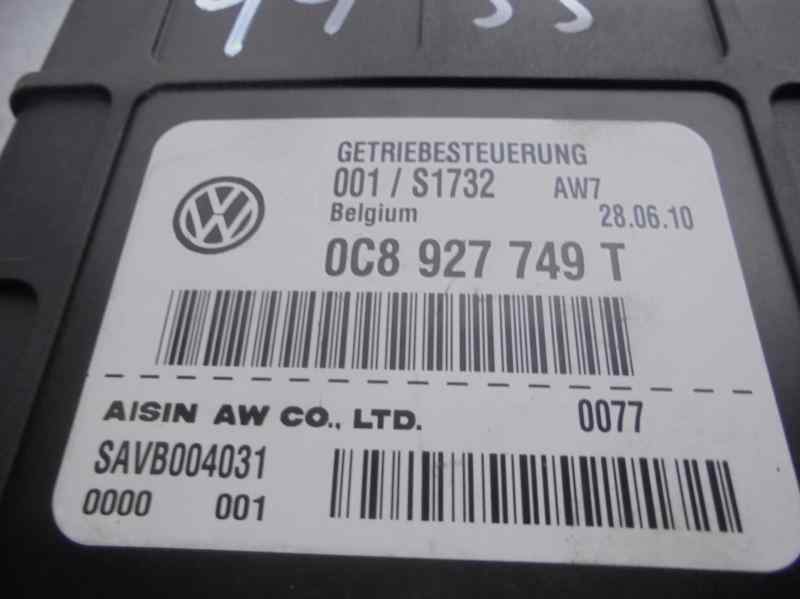 GETRIEBESTEUERUNG
001 / S1732 AW7
Belgium 28.06.10
0C8 927 749 T
AISIN AW CO., LTD. 0077
SAVB004031
0000 001